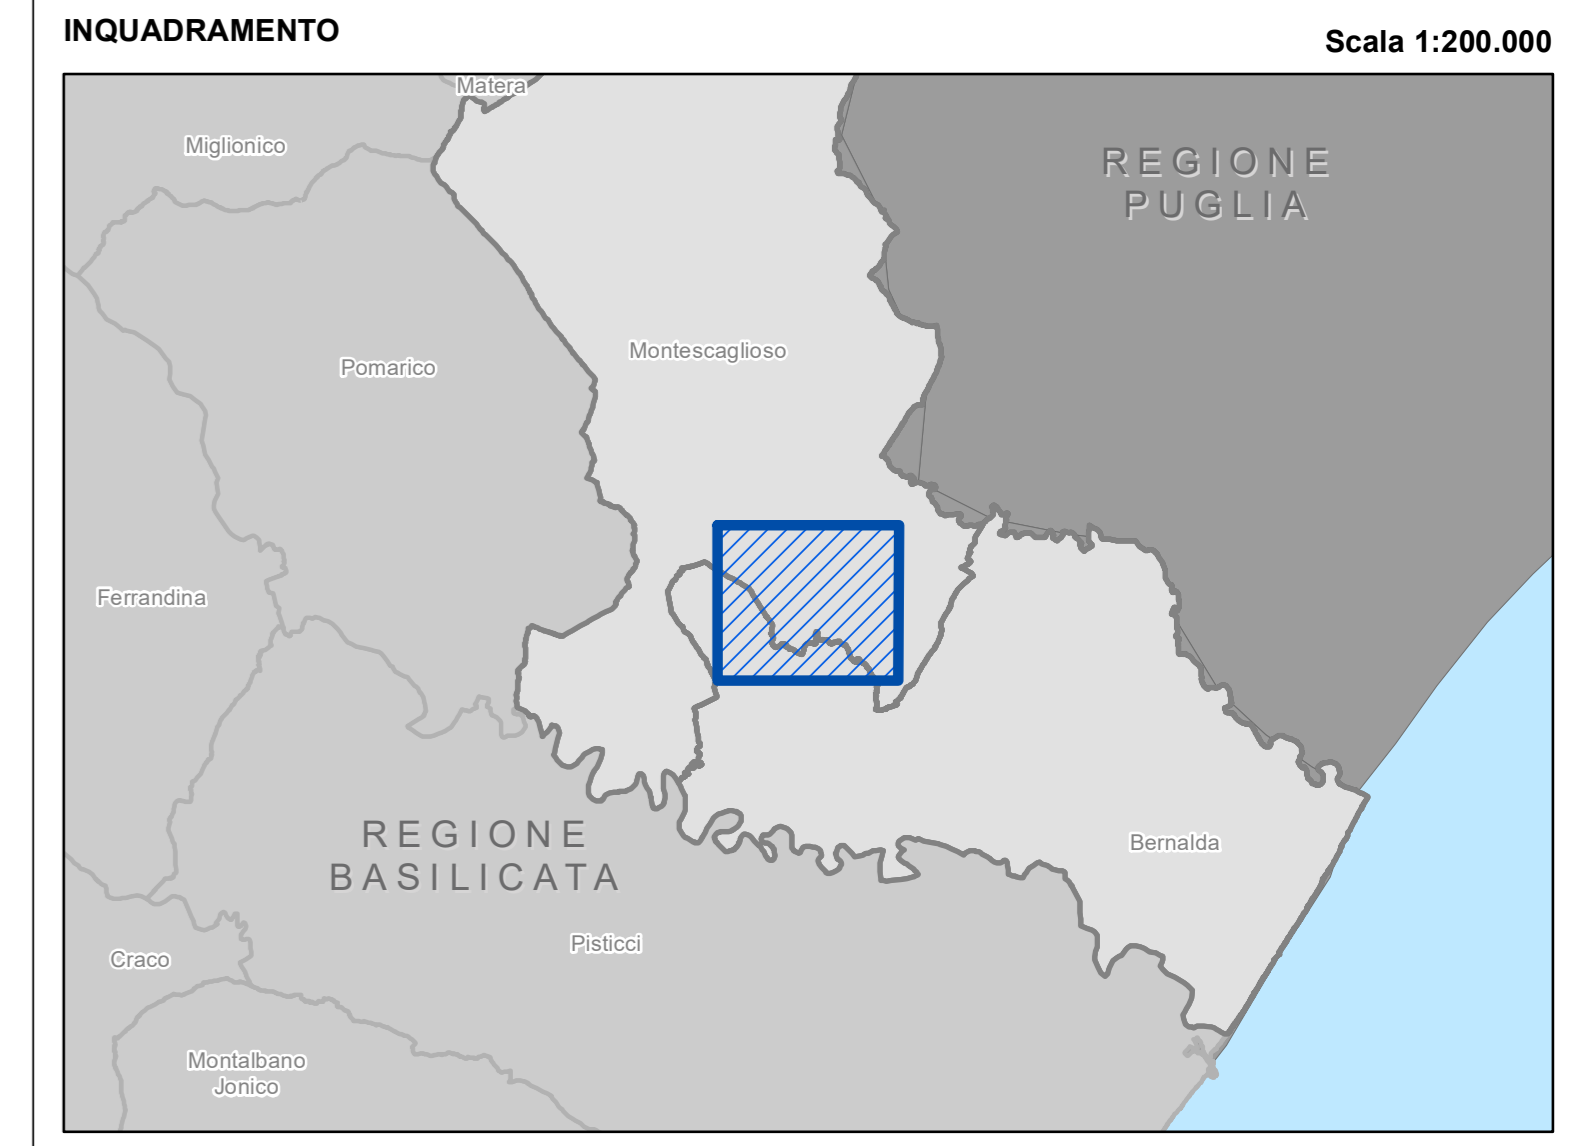 INQUADRAMENTO
Scala 1:200.000
Matera
Miglionico
REGIONE
PUGLIA
Montescaglioso
Pomarico
Ferrandina
REGIONE
BASILICATA
Bernalda
Pisticci
Craco
Montalbano
Jonico